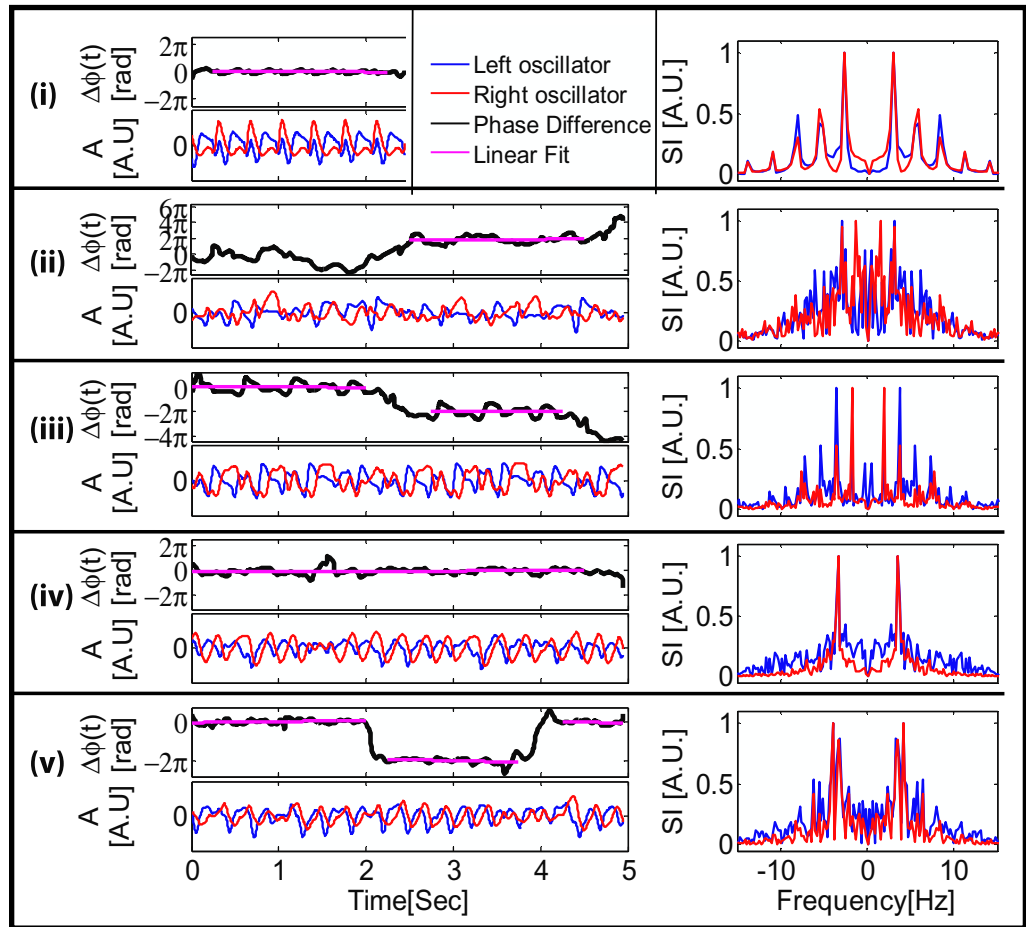 (i)
Δϕ(t)
[rad]
2π
0
−2π
A
[A.U]
0
Left oscillator
Right oscillator
Phase Difference
Linear Fit
SI [A.U.]
1
0.5
0
(ii)
Δϕ(t)
[rad]
6π
4π
2π
−2π
A
[A.U]
0
SI [A.U.]
1
0.5
0
(iii)
Δϕ(t)
[rad]
0
−2π
−4π
A
[A.U]
0
SI [A.U.]
1
0.5
0
(iv)
Δϕ(t)
[rad]
2π
0
−2π
A
[A.U]
0
SI [A.U.]
1
0.5
0
(v)
Δϕ(t)
[rad]
0
−2π
A
[A.U]
0
0 1 2 3 4 5
Time[Sec]
SI [A.U.]
1
0.5
0
-10 0 10
Frequency[Hz]